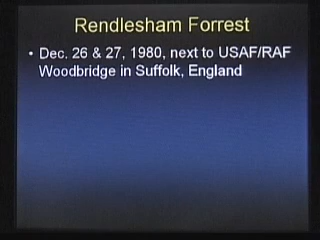 Rendlesham Forrest
• Dec. 26 & 27, 1980, next to USAF/RAF
Woodbridge in Suffolk, England